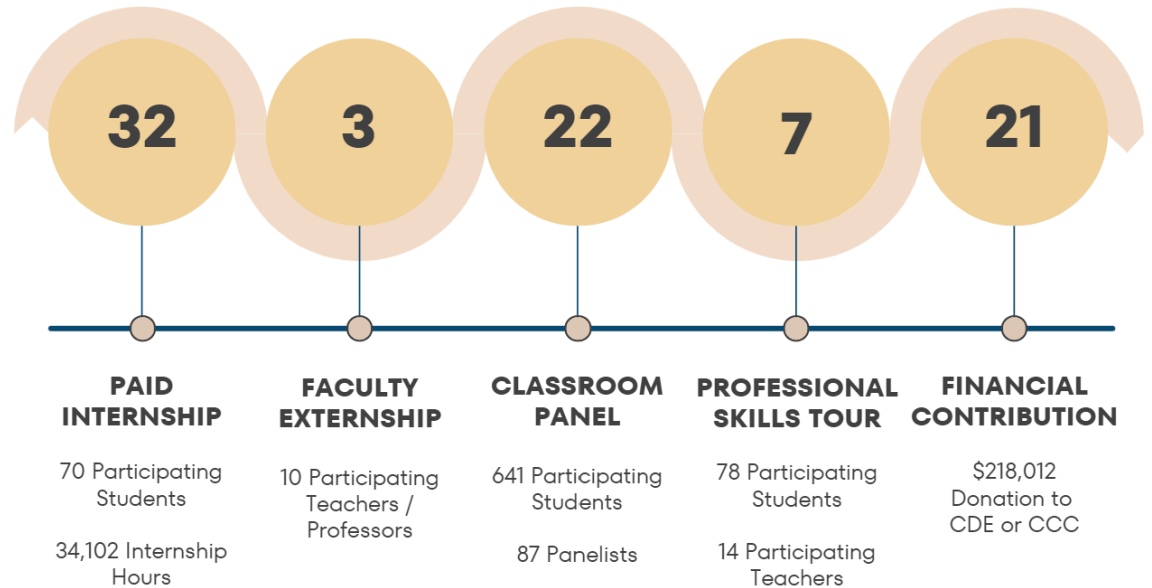 32
3
22
7
21
PAID
INTERNSHIP
70 Participating
Students
34,102 Internship
Hours
FACULTY
EXTERNSHIP
10 Participating
Teachers /
Professors
CLASSROOM
PANEL
641 Participating
Students
87 Panelists
PROFESSIONAL
SKILLS TOUR
78 Participating
Students
14 Participating
Teachers
FINANCIAL
CONTRIBUTION
$218,012
Donation to
CDE or CCC